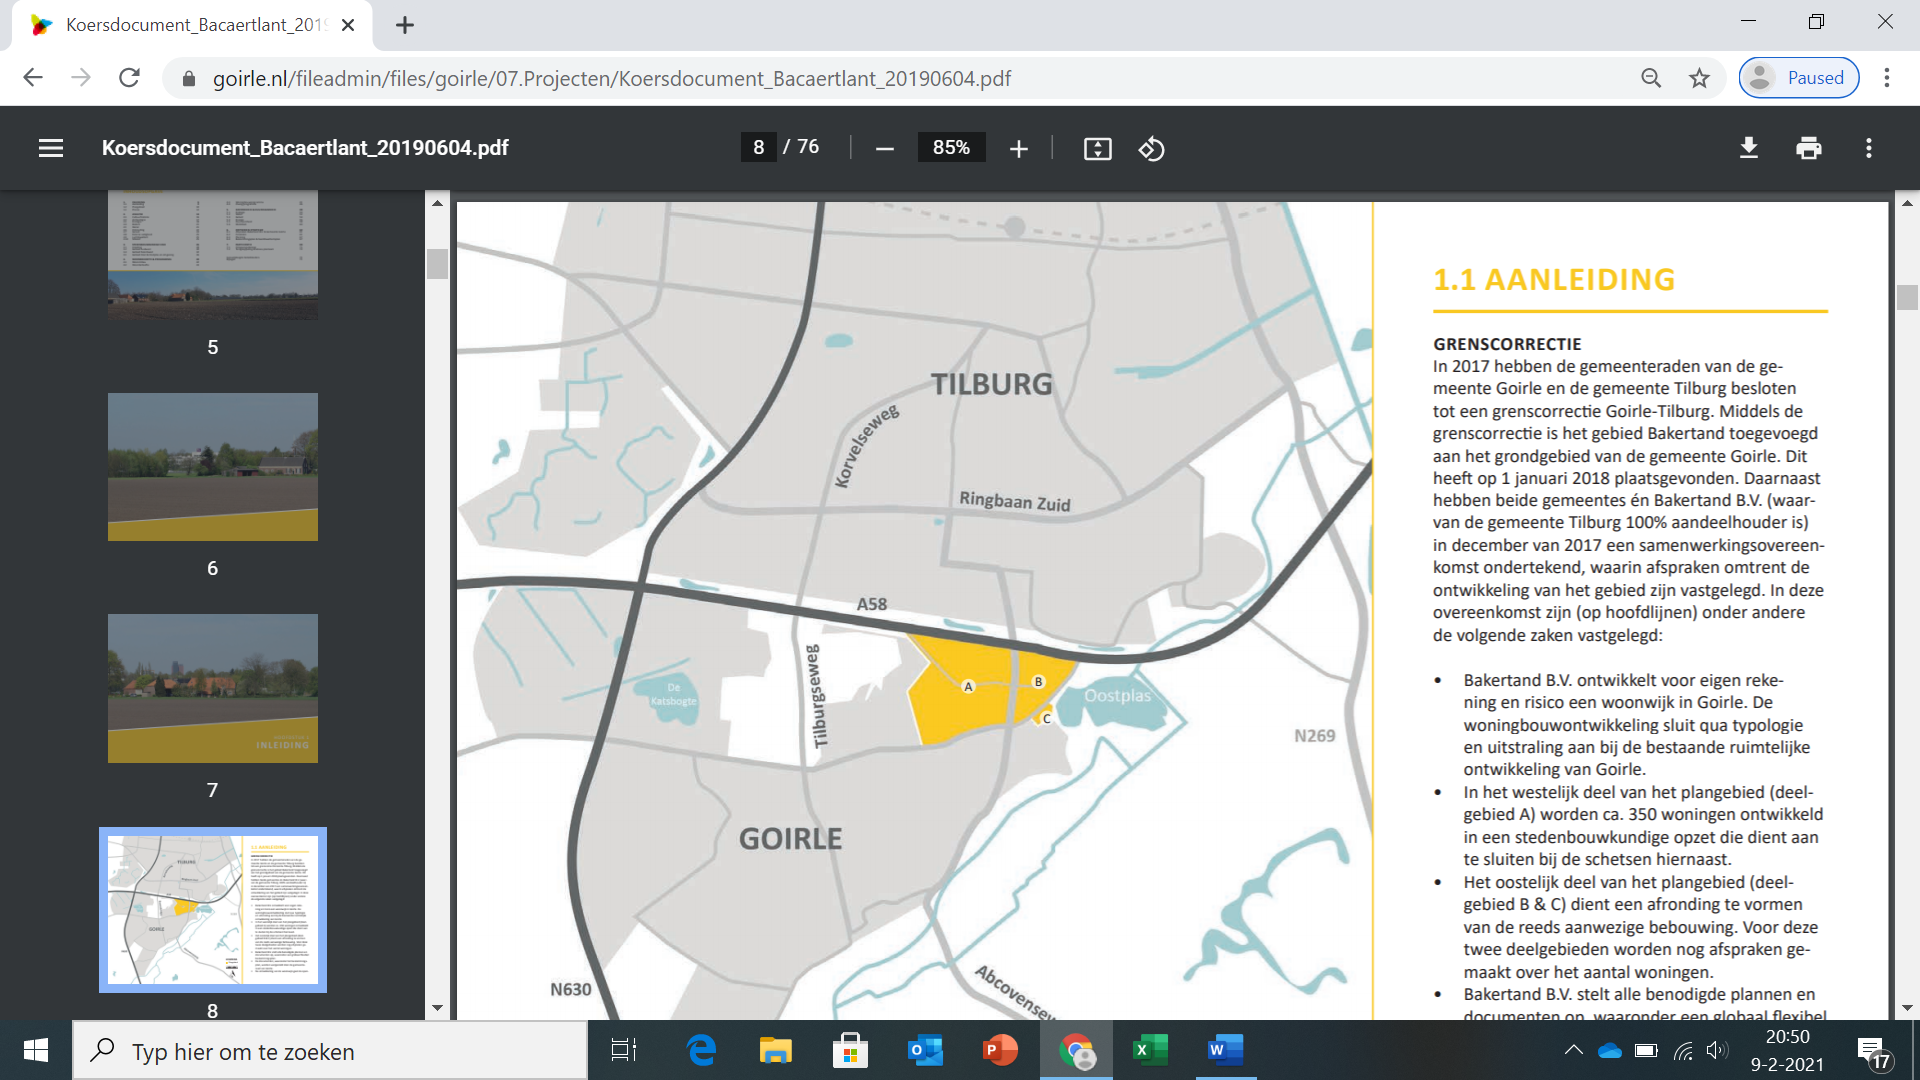 Koersdocument_Bacaertlant_201
goirle.nl/fileadmin/files/goirle/07.Projecten/Koersdocument_Bacaertlant_20190604.pdf
Paused
Koersdocument_Bacaertlant_20190604.pdf
8 / 76
85%
5
6
INLEIDING
7
8
TILBURG
Korvelseweg
Ringbaan Zuid
A58
Tilburgseweg
De
Katsbogte
A
B
C
Oostplas
N269
GOIRLE
N630
Abcovensew
1.1 AANLEIDING
GRENSCORRECTIE
In 2017 hebben de gemeenteraden van de ge-
meente Goirle en de gemeente Tilburg besloten
tot een grenscorrectie Goirle-Tilburg. Middels de
grenscorrectie is het gebied Bakertand toegevoegd
aan het grondgebied van de gemeente Goirle. Dit
heeft op 1 januari 2018 plaatsgevonden. Daarnaast
hebben beide gemeentes én Bakertand B.V. (waar-
van de gemeente Tilburg 100% aandeelhouder is)
in december van 2017 een samenwerkingsovereen-
komst ondertekend, waarin afspraken omtrent de
ontwikkeling van het gebied zijn vastgelegd. In deze
overeenkomst zijn (op hoofdlijnen) onder andere
de volgende zaken vastgelegd:
• Bakertand B.V. ontwikkelt voor eigen reke-
ning en risico een woonwijk in Goirle. De
woningbouwontwikkeling sluit qua typologie
en uitstraling aan bij de bestaande ruimtelijke
ontwikkeling van Goirle.
• In het westelijk deel van het plangebied (deel-
gebied A) worden ca. 350 woningen ontwikkeld
in een stedenbouwkundige opzet die dient aan
te sluiten bij de schetsen hiernaast.
• Het oostelijk deel van het plangebied (deel-
gebied B & C) dient een afronding te vormen
van de reeds aanwezige bebouwing. Voor deze
twee deelgebieden worden nog afspraken ge-
maakt over het aantal woningen.
• Bakertand B.V. stelt alle benodigde plannen en
documenten op, waaronder een globaal flexibel
Typ hier om te zoeken
20:50
9-2-2021
17